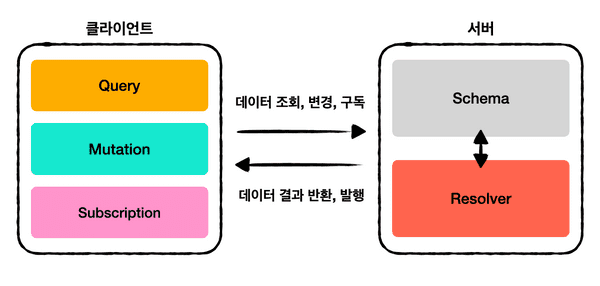 클라이언트
Query
Mutation
Subscription
데이터 조회, 변경, 구독
데이터 결과 반환, 발행
서버
Schema
Resolver